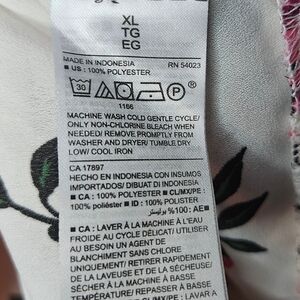 XL
TG
EG
MADE IN INDONESIA RN 54023
■ US : 100% POLYESTER
30 P
1166
MACHINE WASH COLD GENTLE CYCLE/
ONLY NON-CHLORINE BLEACH WHEN
NEEDED/ REMOVE PROMPTLY FROM
WASHER AND DRYER/ TUMBLE DRY
LOW/ COOL IRON
CA 17897
HECHO EN INDONESIA CON INSUMOS
IMPORTADOS/ DIBUAT DI INDONESIA
■ CA : 100% POLYESTER ■ CL/MX/PE :
100% poliéster ■ ID : 100% POLYESTER
■ AE: 100% بوليستر
■ CA : LAVER À LA MACHINE À L'EAU
FROIDE AU CYCLE DÉLICAT/ UTILISER
AU BESOIN UN AGENT DE
BLANCHIMENT SANS CHLORE
UNIQUEMENT/ RETIRER RAPIDEMENT
DE LA LAVEUSE ET DE LA SÉCHEUSE/
SÉCHER À LA MACHINE À BASSE
TEMPÉRATURE/ REPASSER À BASSE